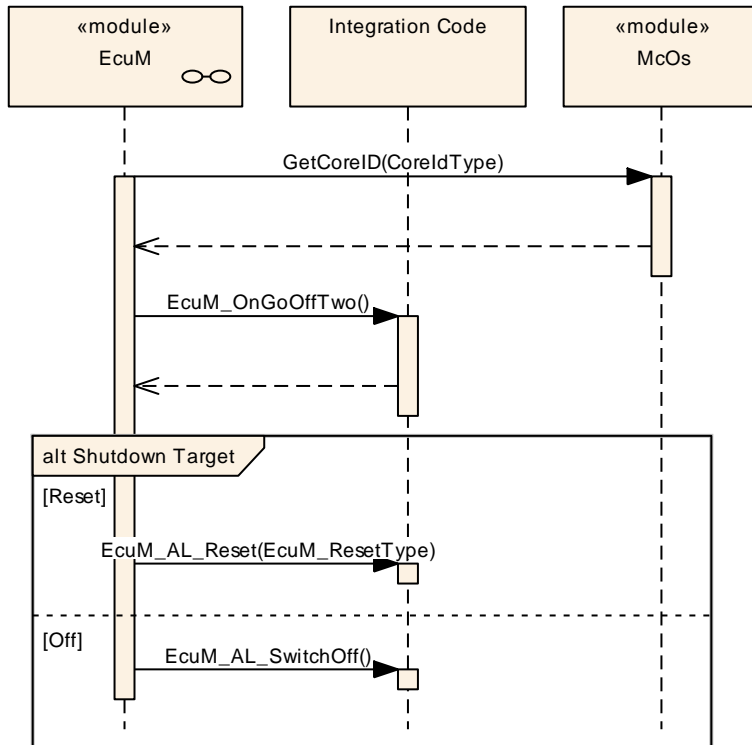 «module»
EcuM
Integration Code
«module»
McOs
GetCoreID(CoreIdType)
EcuM_OnGoOffTwo()
alt Shutdown Target
[Reset]
EcuM_AL_Reset(EcuM_ResetType)
[Off]
EcuM_AL_SwitchOff()